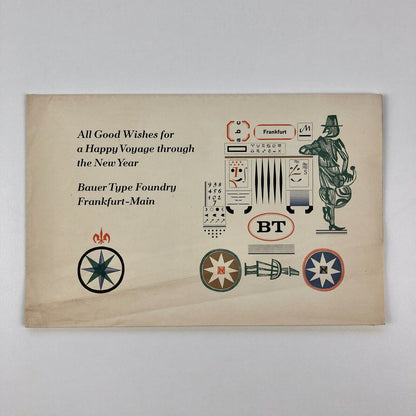 All Good Wishes for
a Happy Voyage through
the New Year
Bauer Type Foundry
Frankfurt-Main
a b c
Frankfurt
M
BT
N
N